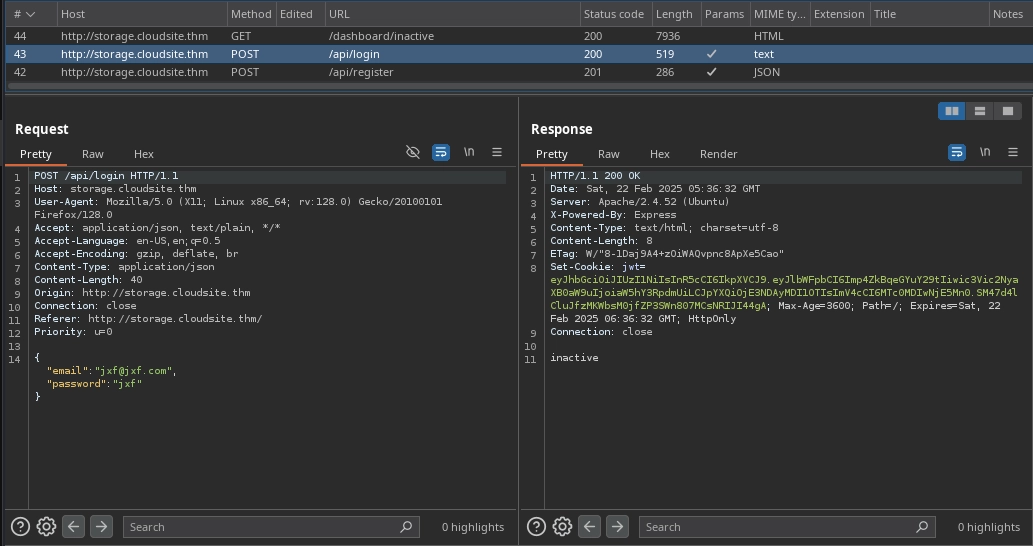 # Host Method Edited URL Status code Length Params MIME ty... Extension Title Notes
44 http://storage.cloudsite.thm GET /dashboard/inactive 200 7936 HTML
43 http://storage.cloudsite.thm POST /api/login 200 519 ✓ text
42 http://storage.cloudsite.thm POST /api/register 201 286 ✓ JSON
Request
Pretty Raw Hex
\n
1 POST /api/login HTTP/1.1
2 Host: storage.cloudsite.thm
3 User-Agent: Mozilla/5.0 (X11; Linux x86_64; rv:128.0) Gecko/20100101
Firefox/128.0
4 Accept: application/json, text/plain, */*
5 Accept-Language: en-US,en;q=0.5
6 Accept-Encoding: gzip, deflate, br
7 Content-Type: application/json
8 Content-Length: 40
9 Origin: http://storage.cloudsite.thm
10 Connection: close
11 Referer: http://storage.cloudsite.thm/
12 Priority: u=0
13
14 {
"email":"jxf@jxf.com",
"password":"jxf"
}
Search
0 highlights
Response
Pretty Raw Hex Render
\n
1 HTTP/1.1 200 OK
2 Date: Sat, 22 Feb 2025 05:36:32 GMT
3 Server: Apache/2.4.52 (Ubuntu)
4 X-Powered-By: Express
5 Content-Type: text/html; charset=utf-8
6 Content-Length: 8
7 ETag: W/"8-1Daj9A4+zOiWAQvpnc8ApXe5Cao"
8 Set-Cookie: jwt=
Max-Age=3600; Path=/; Expires=Sat, 22
Feb 2025 06:36:32 GMT; HttpOnly
9 Connection: close
10
11 inactive
Search
0 highlights